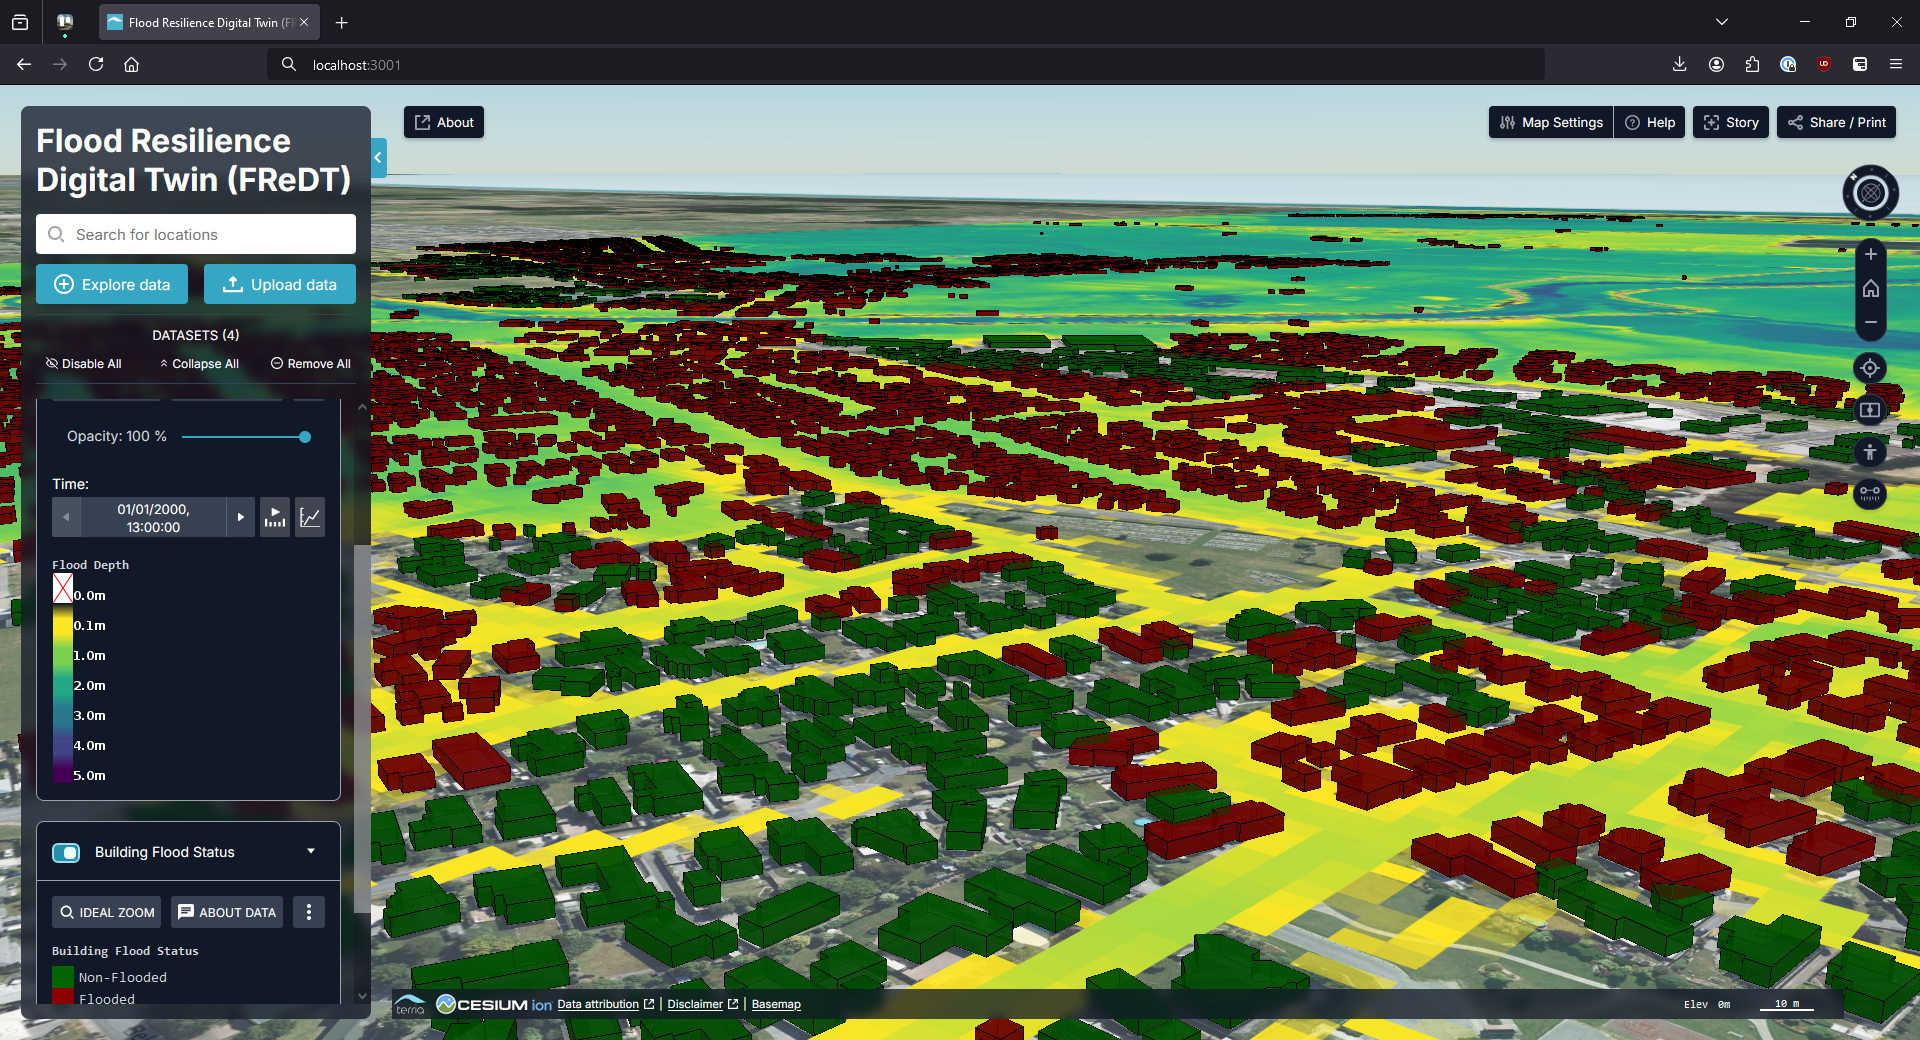 Flood Resilience Digital Twin (FR
localhost:3001
Flood Resilience
Digital Twin (FReDT)
Search for locations
Explore data
Upload data
DATASETS (4)
Disable All
Collapse All
Remove All
Opacity: 100 %
Time:
01/01/2000,
13:00:00
Flood Depth
0.0m
0.1m
1.0m
2.0m
3.0m
4.0m
5.0m
Building Flood Status
IDEAL ZOOM
ABOUT DATA
Building Flood Status
Non-Flooded
Flooded
About
Map Settings
Help
Story
Share / Print
N
terria
CESIUM ion
Data attribution | Disclaimer | Basemap
Elev 0m
10 m